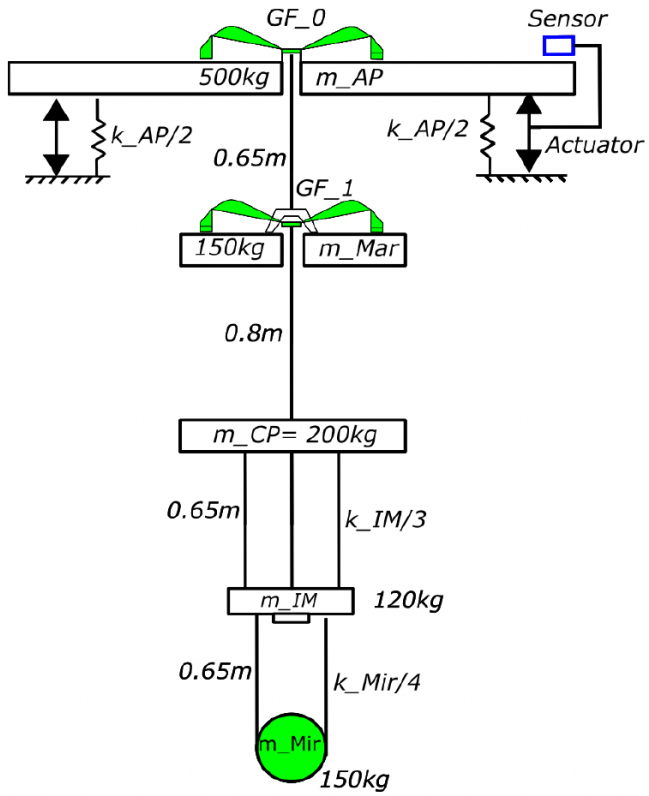 GF_0
Sensor
500kg
m_AP
k_AP/2
k_AP/2
Actuator
0.65m
GF_1
150kg
m_Mar
0.8m
m_CP= 200kg
0.65m
k_IM/3
m_IM
120kg
0.65m
k_Mir/4
m_Mir
150kg